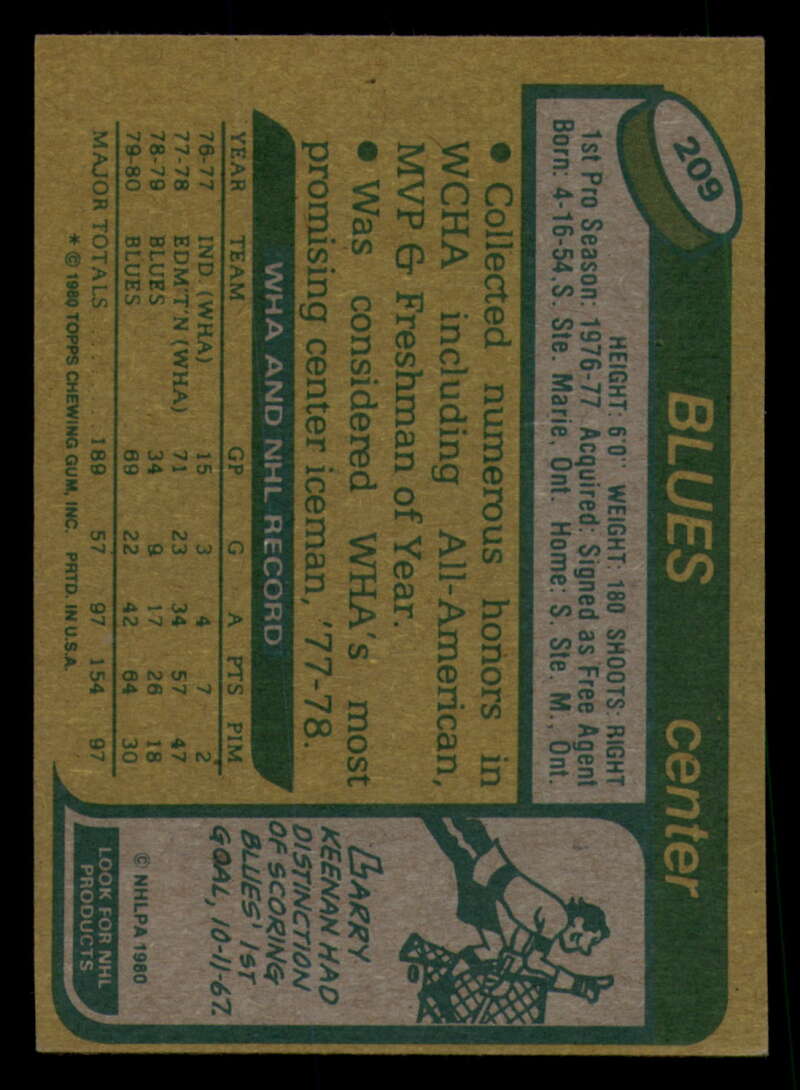 209
BLUES center
HEIGHT: 6'0" WEIGHT: 180 SHOOTS: RIGHT
1st Pro Season: 1976-77 Acquired: Signed as Free Agent
Born: 4-16-54, S. Ste. Marie, Ont. Home: S. Ste. M., Ont.
● Collected numerous honors in
WCHA including All-American,
MVP & Freshman of Year.
● Was considered WHA's most
promising center iceman, '77-78.
WHA AND NHL RECORD
YEAR TEAM GP G A PTS PIM
76-77 IND. (WHA) 15 3 4 7 2
77-78 EDM'T'N (WHA) 71 23 34 57 47
78-79 BLUES 34 9 17 26 18
79-80 BLUES 69 22 42 64 30
MAJOR TOTALS .... 189 57 97 154 97
* © 1980 TOPPS CHEWING GUM, INC. PRTD. IN U.S.A.
LARRY
KEENAN HAD
DISTINCTION
OF SCORING
BLUES' 1ST
GOAL, 10-11-67.
© NHLPA 1980
LOOK FOR NHL
PRODUCTS